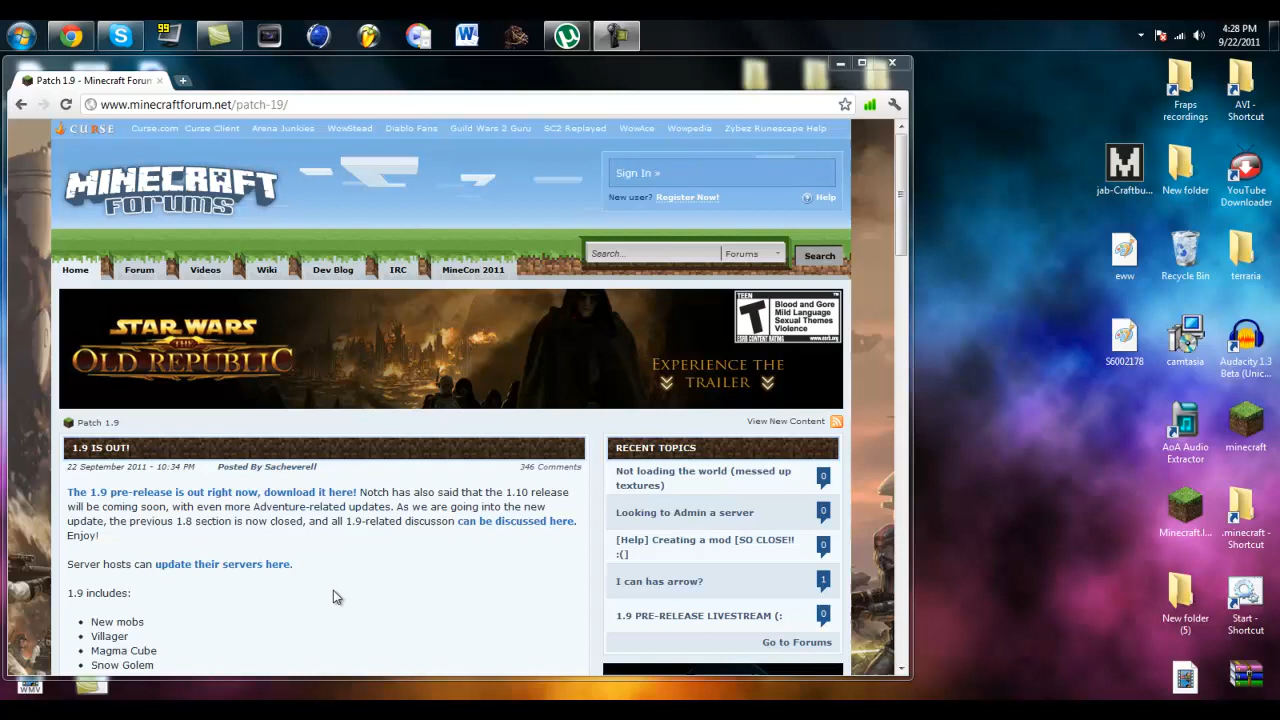 99
4:28 PM
9/22/2011
Patch 1.9 - Minecraft Forum
www.minecraftforum.net/patch-19/
CURSE Curse.com Curse Client Arena Junkies WowStead Diablo Fans Guild Wars 2 Guru SC2 Replayed WowAce Wowpedia Zybez Runescape Help
MINECRAFT
FORUMS
Sign In »
New user? Register Now! Help
Search... Forums Search
Home Forum Videos Wiki Dev Blog IRC MineCon 2011
STAR WARS
THE
OLD REPUBLIC
EXPERIENCE THE
TRAILER
TEEN
T
Blood and Gore
Mild Language
Sexual Themes
Violence
ESRB CONTENT RATING www.esrb.org
Patch 1.9
View New Content
1.9 IS OUT!
22 September 2011 - 10:34 PM Posted By Sacheverell 346 Comments
The 1.9 pre-release is out right now, download it here! Notch has also said that the 1.10 release
will be coming soon, with even more Adventure-related updates. As we are going into the new
update, the previous 1.8 section is now closed, and all 1.9-related discusson can be discussed here.
Enjoy!
Server hosts can update their servers here.
1.9 includes:
New mobs
Villager
Magma Cube
Snow Golem
RECENT TOPICS
Not loading the world (messed up
textures)
0
Looking to Admin a server
0
[Help] Creating a mod [SO CLOSE!!
:(]
0
I can has arrow?
1
1.9 PRE-RELEASE LIVESTREAM (:
0
Go to Forums
Fraps
recordings
AVI -
Shortcut
jab-Craftbu...
New folder
YouTube
Downloader
eww
Recycle Bin
terraria
S6002178
camtasia
Audacity 1.3
Beta (Unic...
AoA Audio
Extractor
minecraft
Minecraft.l...
.minecraft -
Shortcut
New folder
(5)
Start -
Shortcut
WMV